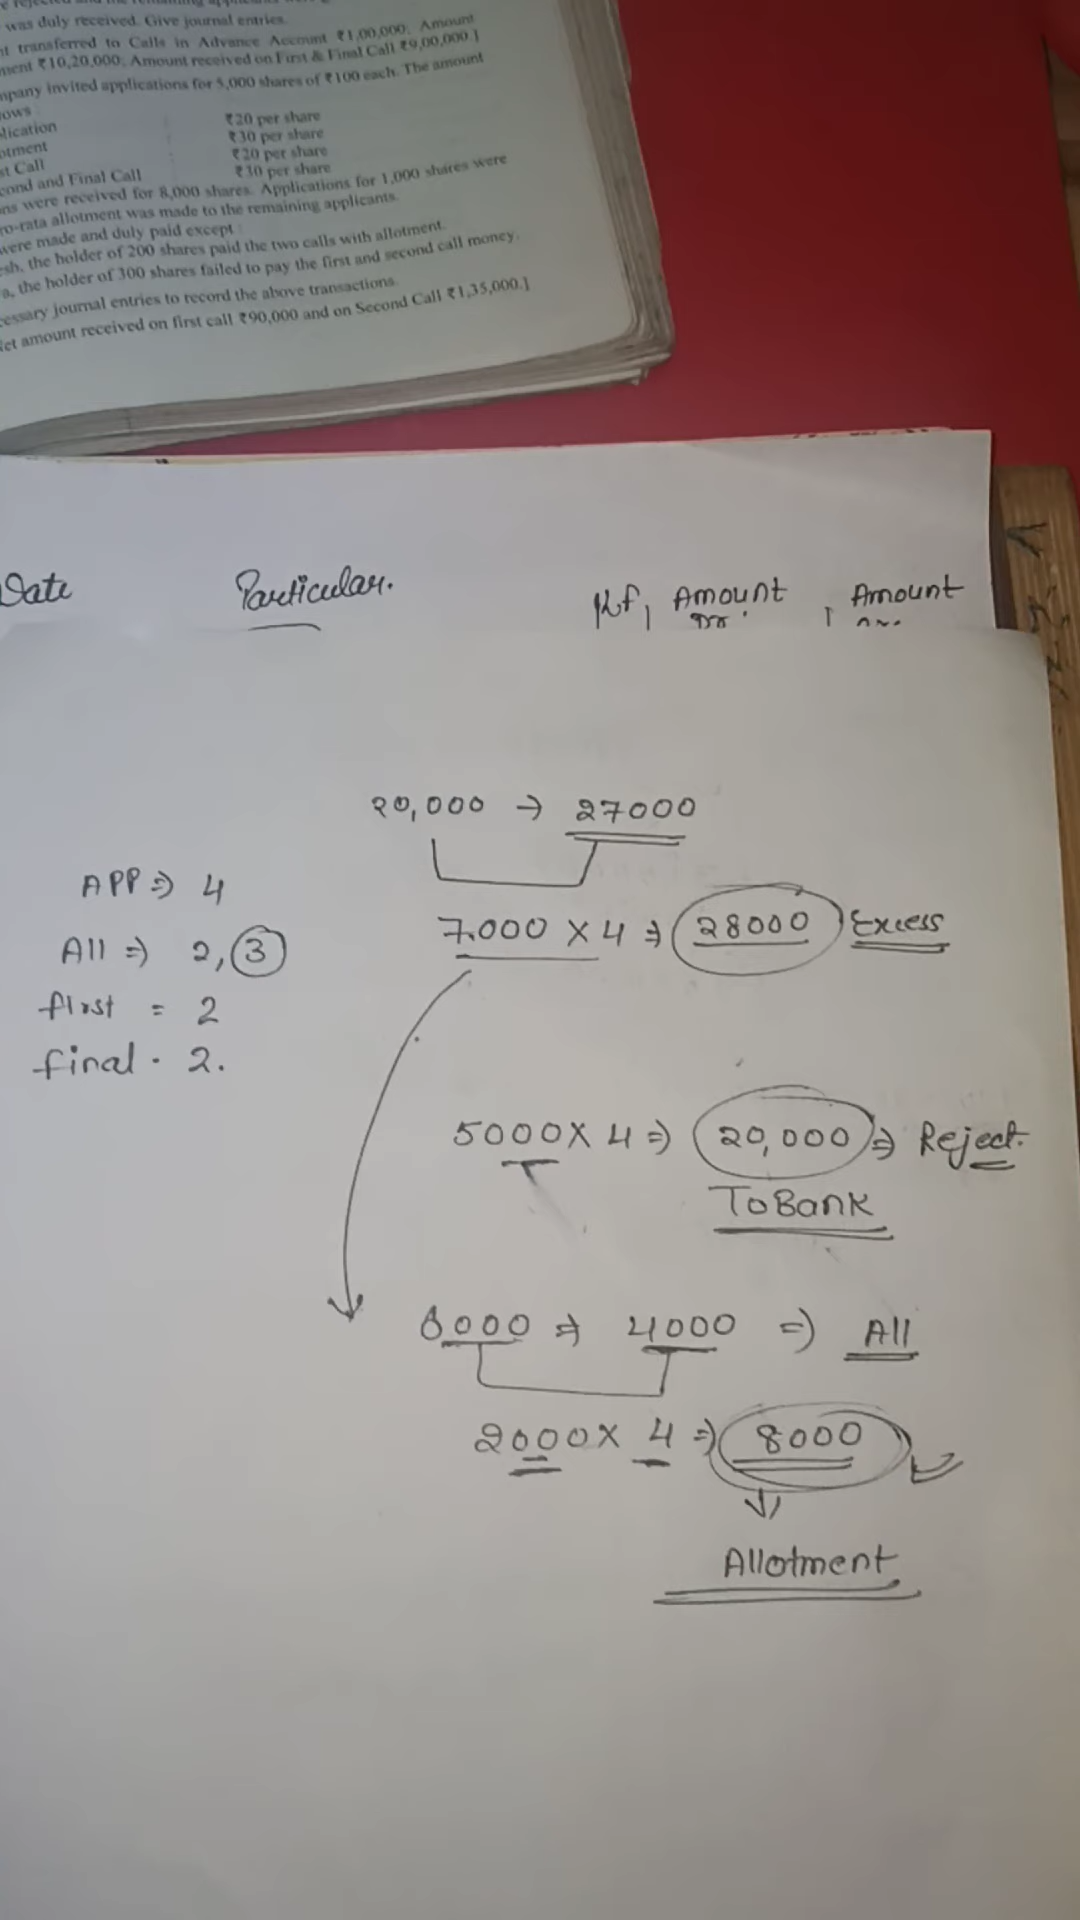 was duly received. Give journal entries.
transferred to Calls in Advance Account ₹1,00,000; Amount
ment ₹10,20,000; Amount received on First & Final Call ₹9,00,000.]
mpany invited applications for 5,000 shares of ₹100 each. The amount
ows
lication ₹20 per share
otment ₹30 per share
st Call ₹20 per share
cond and Final Call ₹30 per share
ns were received for 8,000 shares. Applications for 1,000 shares were
ro-rata allotment was made to the remaining applicants.
were made and duly paid except :
esh, the holder of 200 shares paid the two calls with allotment.
a, the holder of 300 shares failed to pay the first and second call money.
cessary journal entries to record the above transactions.
et amount received on first call ₹90,000 and on Second Call ₹1,35,000.]
Date Particular. Amount Amount
Dr.
20,000 → 27000
APP ⇒ 4
7000 × 4 ⇒ 28000 Excess
All ⇒ 2, 3
first = 2
final . 2.
5000 × 4 ⇒ 20,000 ⇒ Reject.
To Bank
6000 ⇒ 4000 ⇒ All
2000 × 4 ⇒ 8000
Allotment